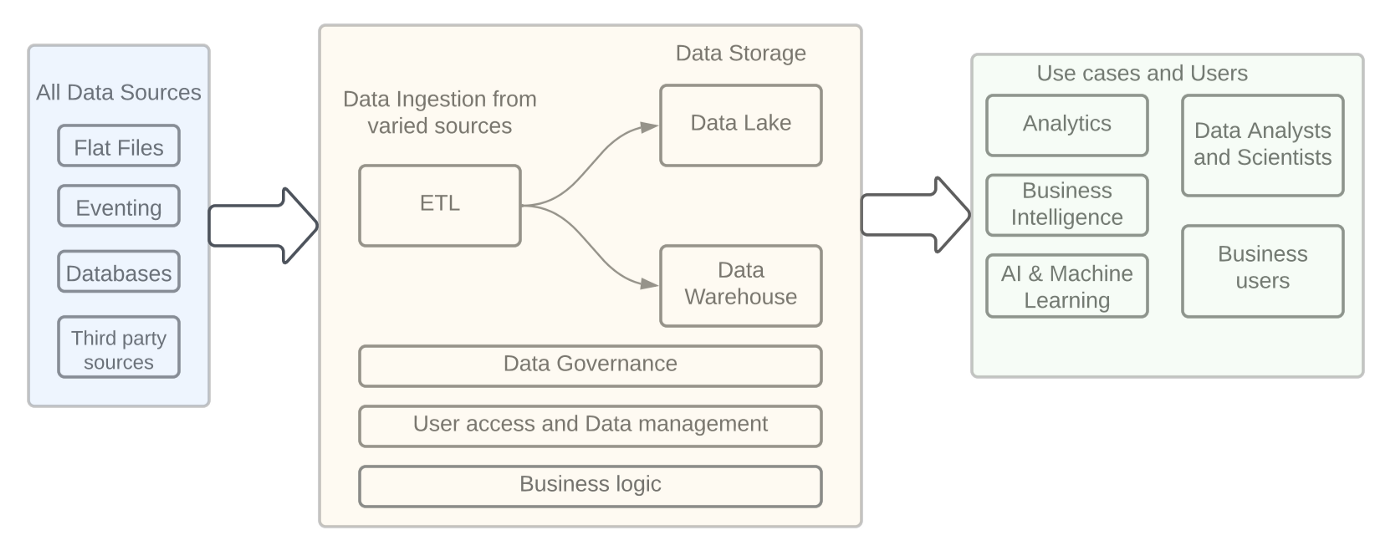 All Data Sources
Flat Files
Eventing
Databases
Third party
sources
Data Ingestion from
varied sources
ETL
Data Storage
Data Lake
Data
Warehouse
Data Governance
User access and Data management
Business logic
Use cases and Users
Analytics
Business
Intelligence
AI & Machine
Learning
Data Analysts
and Scientists
Business
users